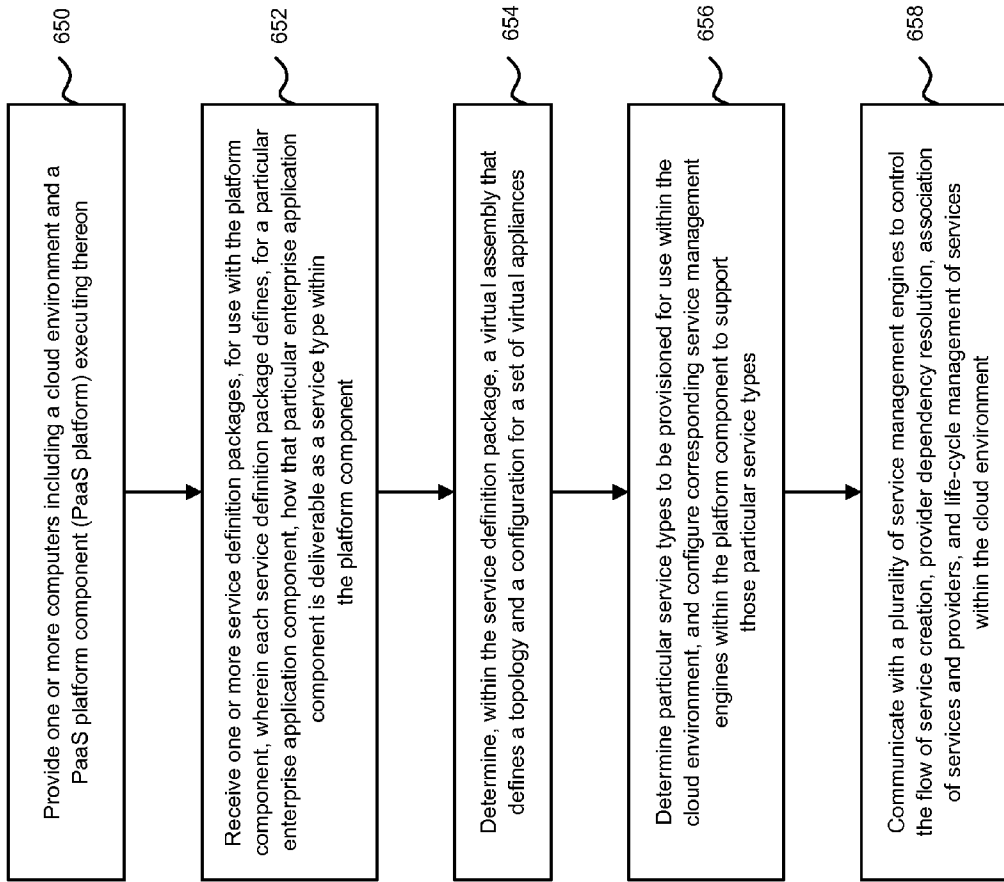 Provide one or more computers including a cloud environment and a
PaaS platform component (PaaS platform) executing thereon
650
Receive one or more service definition packages, for use with the platform
component, wherein each service definition package defines, for a particular
enterprise application component, how that particular enterprise application
component is deliverable as a service type within
the platform component
652
Determine, within the service definition package, a virtual assembly that
defines a topology and a configuration for a set of virtual appliances
654
Determine particular service types to be provisioned for use within the
cloud environment, and configure corresponding service management
engines within the platform component to support
those particular service types
656
Communicate with a plurality of service management engines to control
the flow of service creation, provider dependency resolution, association
of services and providers, and life-cycle management of services
within the cloud environment
658